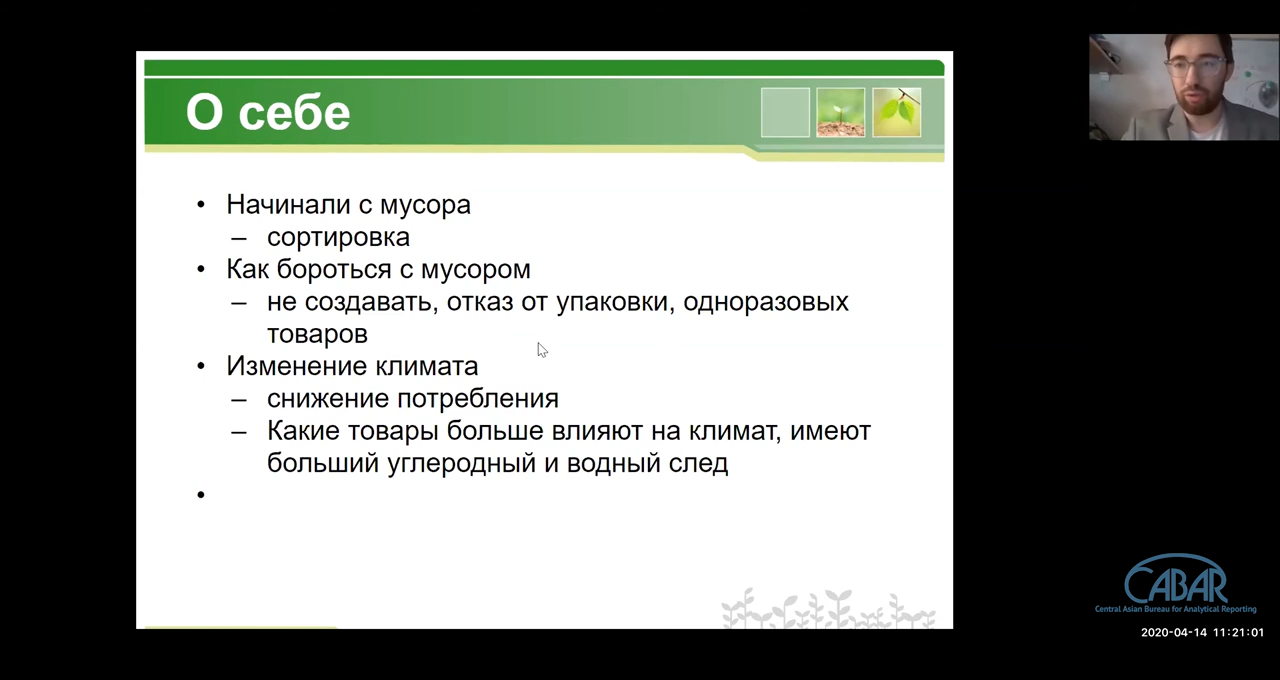 О себе
• Начинали с мусора
– сортировка
• Как бороться с мусором
– не создавать, отказ от упаковки, одноразовых
товаров
• Изменение климата
– снижение потребления
– Какие товары больше влияют на климат, имеют
больший углеродный и водный след
•
CABAR
Central Asian Bureau for Analytical Reporting
2020-04-14 11:21:01